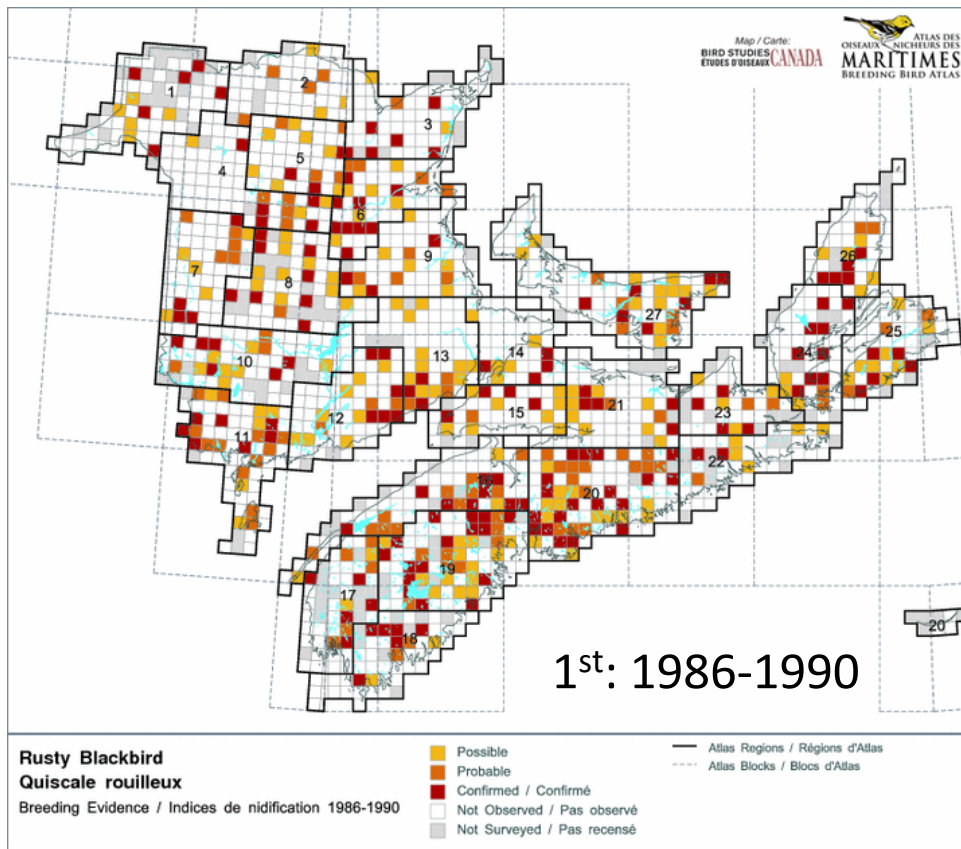 Map / Carte:
BIRD STUDIES
ÉTUDES D'OISEAUX CANADA
ATLAS DES
OISEAUX NICHEURS DES
MARITIMES
BREEDING BIRD ATLAS
1
2
3
4
5
6
7
8
9
10
11
12
13
14
15
16
17
18
19
20
21
22
23
24
25
26
27
20
1st: 1986-1990
Rusty Blackbird
Quiscale rouilleux
Breeding Evidence / Indices de nidification 1986-1990
Possible
Probable
Confirmed / Confirmé
Not Observed / Pas observé
Not Surveyed / Pas recensé
Atlas Regions / Régions d'Atlas
Atlas Blocks / Blocs d'Atlas